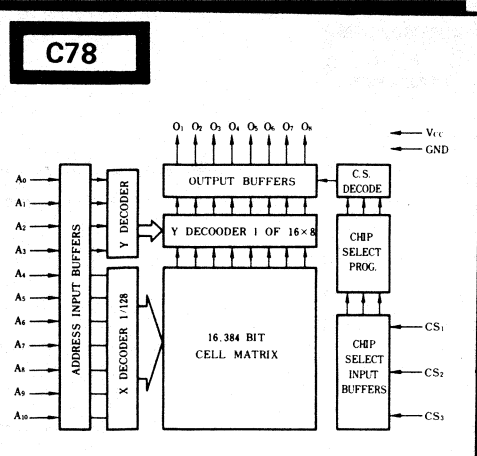 C78
O1 O2 O3 O4 O5 O6 O7 O8
VCC
GND
OUTPUT BUFFERS
C.S.
DECODE
Y DECOODER 1 OF 16×8
CHIP
SELECT
PROG.
A0
A1
A2
A3
A4
A5
A6
A7
A8
A9
A10
ADDRESS INPUT BUFFERS
Y DECODER
X DECODER 1/128
16,384 BIT
CELL MATRIX
CHIP
SELECT
INPUT
BUFFERS
CS1
CS2
CS3